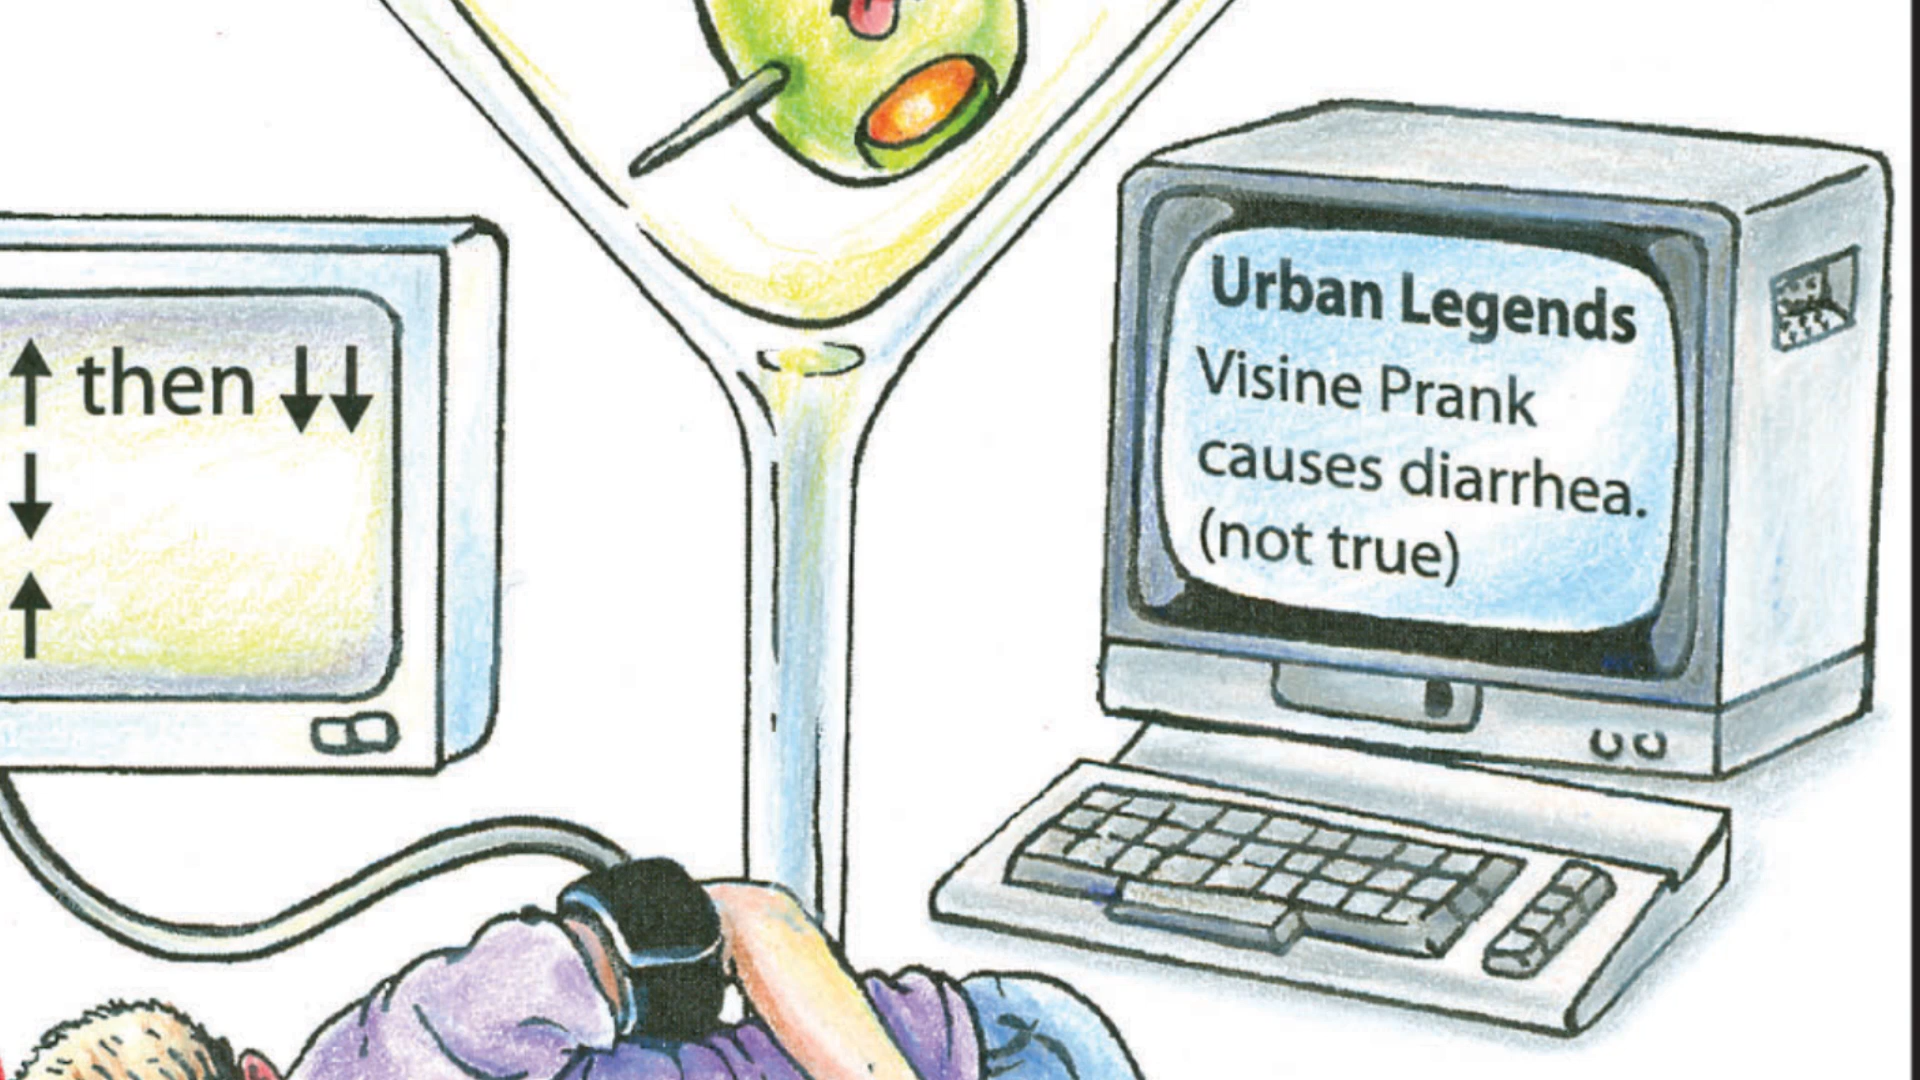 ↑ then ↓↓
↓
↑
Urban Legends
Visine Prank
causes diarrhea.
(not true)